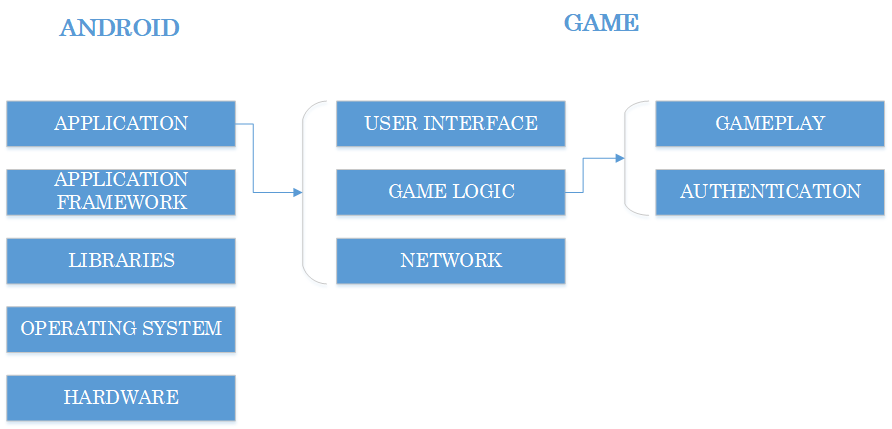 ANDROID
GAME
APPLICATION
APPLICATION
FRAMEWORK
LIBRARIES
OPERATING SYSTEM
HARDWARE
USER INTERFACE
GAME LOGIC
NETWORK
GAMEPLAY
AUTHENTICATION